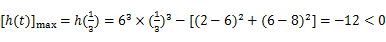 [h(t)]max = h(1/3) = 6³ × (1/3)³ − [(2 − 6)² + (6 − 8)²] = −12 < 0